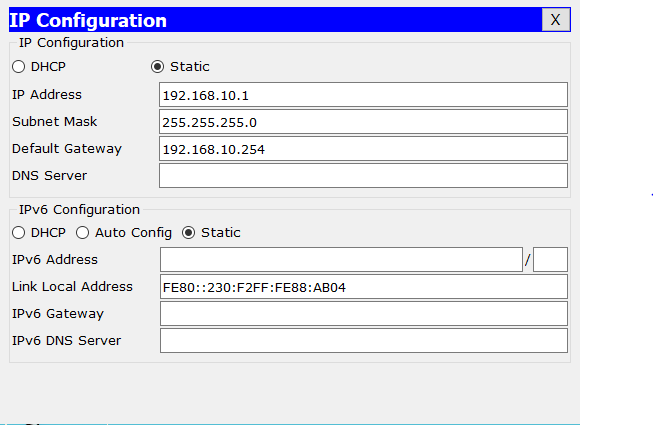 IP Configuration X
IP Configuration
DHCP Static
IP Address 192.168.10.1
Subnet Mask 255.255.255.0
Default Gateway 192.168.10.254
DNS Server
IPv6 Configuration
DHCP Auto Config Static
IPv6 Address /
Link Local Address FE80::230:F2FF:FE88:AB04
IPv6 Gateway
IPv6 DNS Server